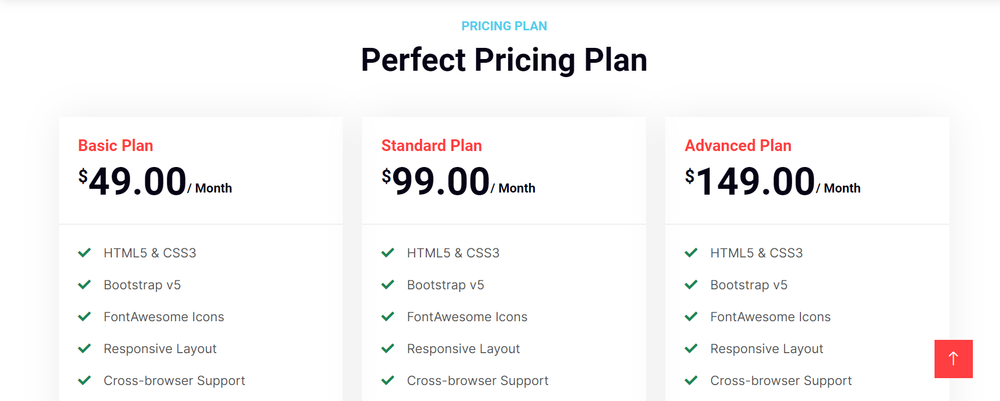 PRICING PLAN
Perfect Pricing Plan
Basic Plan
$49.00/ Month
HTML5 & CSS3
Bootstrap v5
FontAwesome Icons
Responsive Layout
Cross-browser Support
Standard Plan
$99.00/ Month
HTML5 & CSS3
Bootstrap v5
FontAwesome Icons
Responsive Layout
Cross-browser Support
Advanced Plan
$149.00/ Month
HTML5 & CSS3
Bootstrap v5
FontAwesome Icons
Responsive Layout
Cross-browser Support